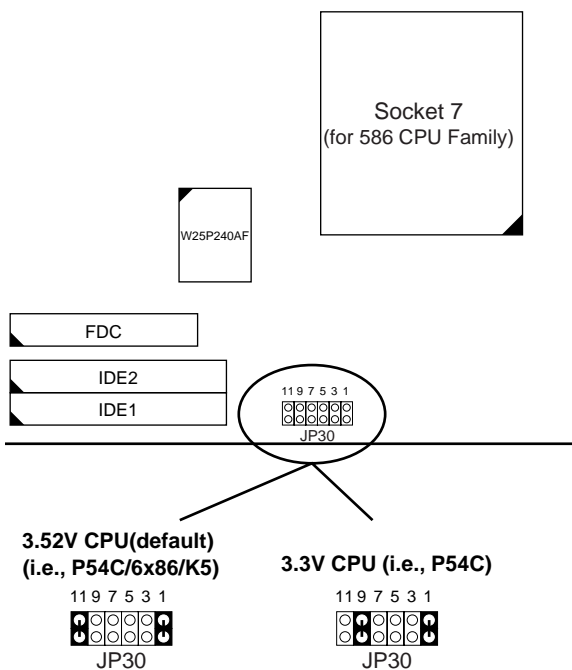 Socket 7
(for 586 CPU Family)
W25P240AF
FDC
IDE2
IDE1
11 9 7 5 3 1
JP30
3.52V CPU(default)
(i.e., P54C/6x86/K5)
11 9 7 5 3 1
JP30
3.3V CPU (i.e., P54C)
11 9 7 5 3 1
JP30